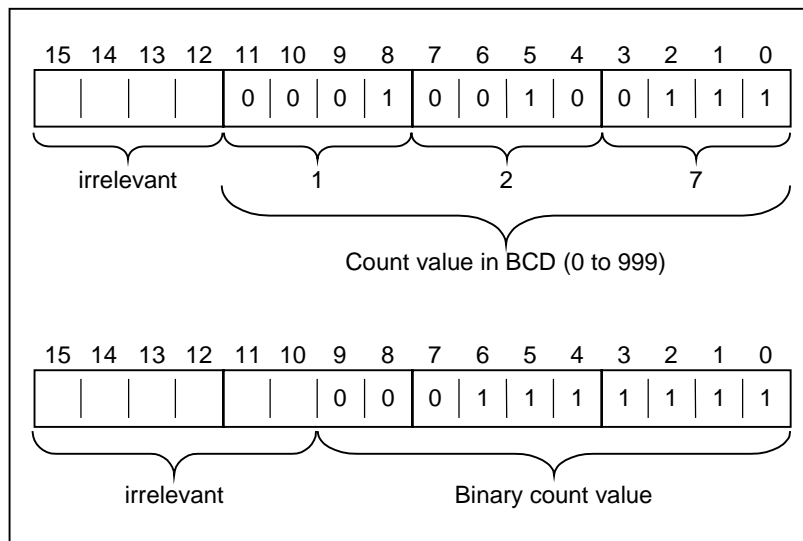 15 14 13 12 11 10 9 8 7 6 5 4 3 2 1 0
0 0 0 1 0 0 1 0 0 1 1 1
irrelevant 1 2 7
Count value in BCD (0 to 999)
15 14 13 12 11 10 9 8 7 6 5 4 3 2 1 0
0 0 0 1 1 1 1 1 1 1
irrelevant Binary count value